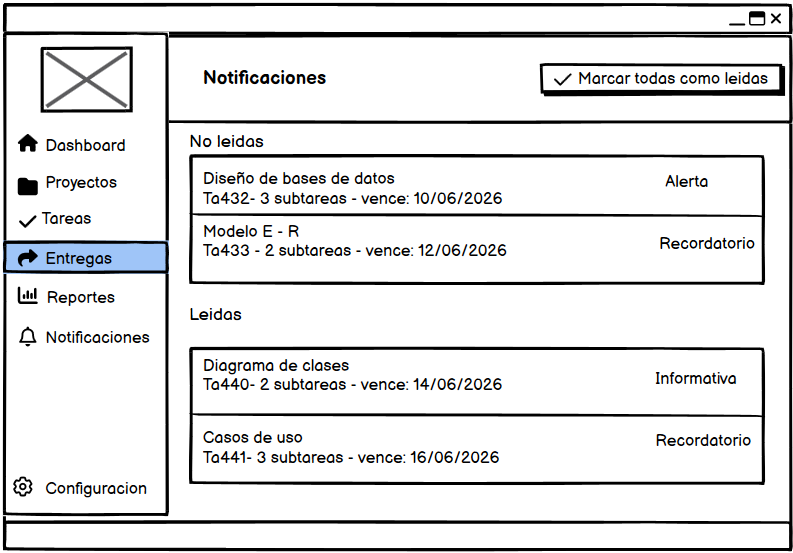 Notificaciones
Marcar todas como leidas
Dashboard
Proyectos
Tareas
Entregas
Reportes
Notificaciones
Configuracion
No leidas
Diseño de bases de datos
Ta432- 3 subtareas - vence: 10/06/2026
Alerta
Modelo E - R
Ta433 - 2 subtareas - vence: 12/06/2026
Recordatorio
Leidas
Diagrama de clases
Ta440- 2 subtareas - vence: 14/06/2026
Informativa
Casos de uso
Ta441- 3 subtareas - vence: 16/06/2026
Recordatorio